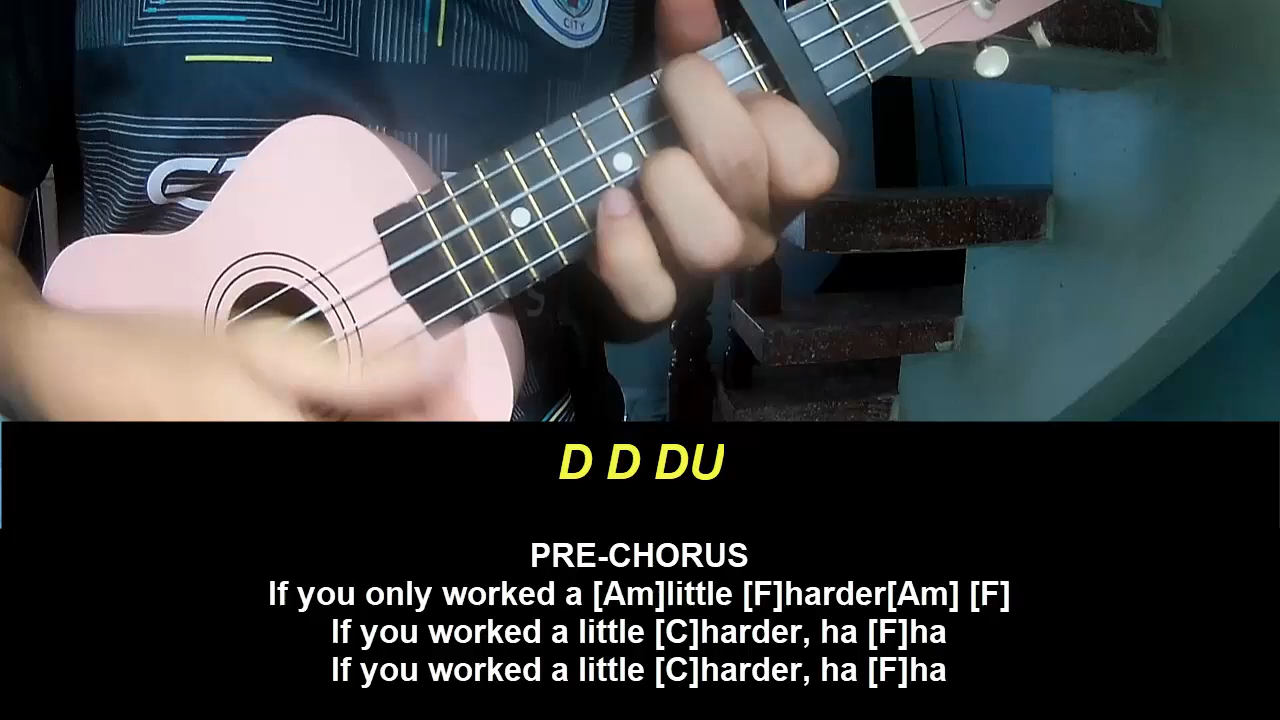 CITY
D D DU
PRE-CHORUS
If you only worked a [Am]little [F]harder[Am] [F]
If you worked a little [C]harder, ha [F]ha
If you worked a little [C]harder, ha [F]ha